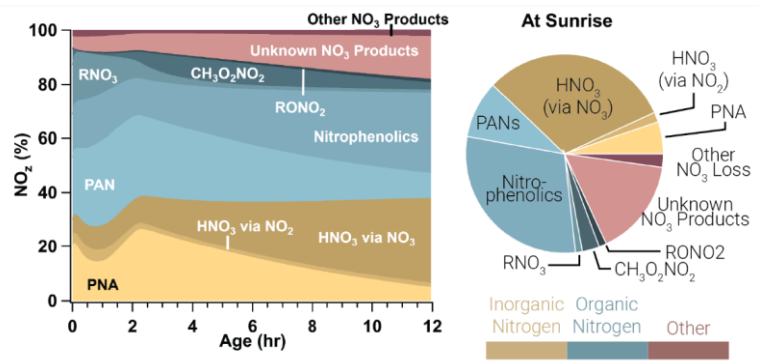 Other NO₃ Products
100
80
60
40
20
0
NOz (%)
0
2
4
6
8
10
12
Age (hr)
RNO₃
CH₃O₂NO₂
Unknown NO₃ Products
RONO₂
Nitrophenolics
PAN
HNO₃ via NO₂
HNO₃ via NO₃
PNA
At Sunrise
HNO₃
(via NO₃)
HNO₃
(via NO₂)
PNA
PANs
Other
NO₃ Loss
Nitro-
phenolics
Unknown
NO₃ Products
RONO2
RNO₃
CH₃O₂NO₂
Inorganic
Nitrogen
Organic
Nitrogen
Other